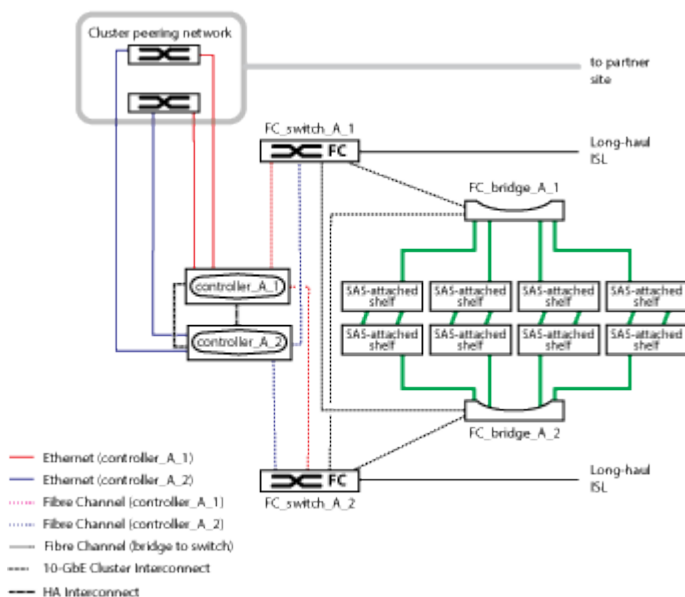 Cluster peering network
to partner
site
FC_switch_A_1
FC
Long-haul
ISL
FC_bridge_A_1
controller_A_1
SAS-attached
shelf
SAS-attached
shelf
SAS-attached
shelf
SAS-attached
shelf
controller_A_2
SAS-attached
shelf
SAS-attached
shelf
SAS-attached
shelf
SAS-attached
shelf
FC_bridge_A_2
FC
FC_switch_A_2
Long-haul
ISL
Ethernet (controller_A_1)
Ethernet (controller_A_2)
Fibre Channel (controller_A_1)
Fibre Channel (controller_A_2)
Fibre Channel (bridge to switch)
10-GbE Cluster Interconnect
HA Interconnect